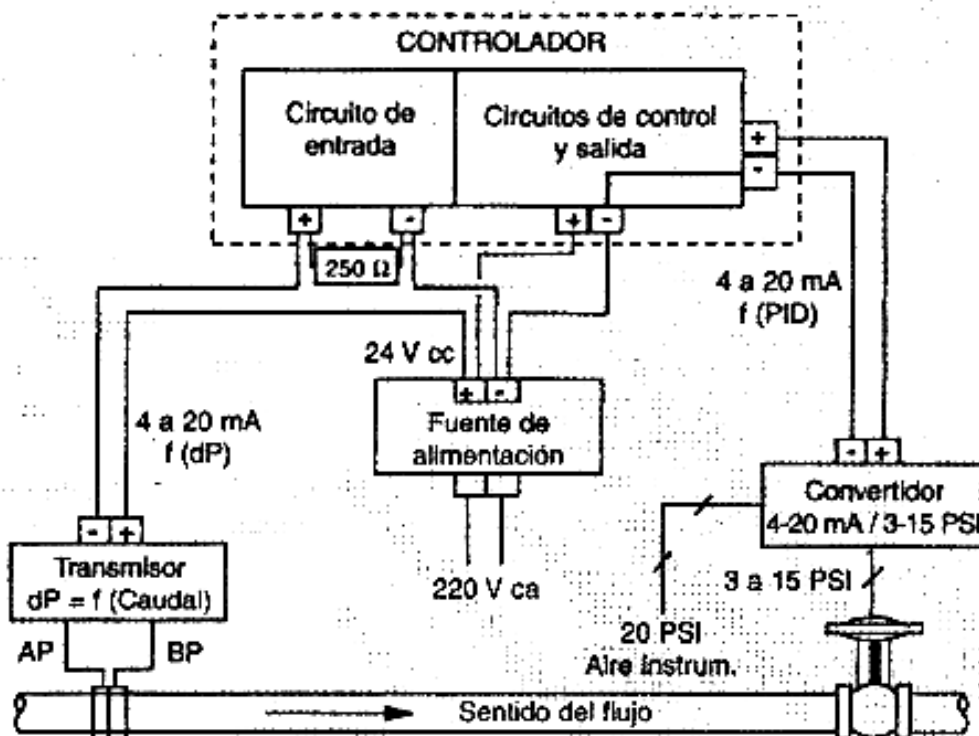 CONTROLADOR
Circuito de
entrada
Circuitos de control
y salida
+
-
+
-
+
-
250 Ω
4 a 20 mA
f (PID)
24 V cc
+
-
Fuente de
alimentación
4 a 20 mA
f (dP)
-
+
Convertidor
4-20 mA / 3-15 PSI
-
+
Transmisor
dP = f (Caudal)
220 V ca
3 a 15 PSI
AP
BP
20 PSI
Aire Instrum.
Sentido del flujo